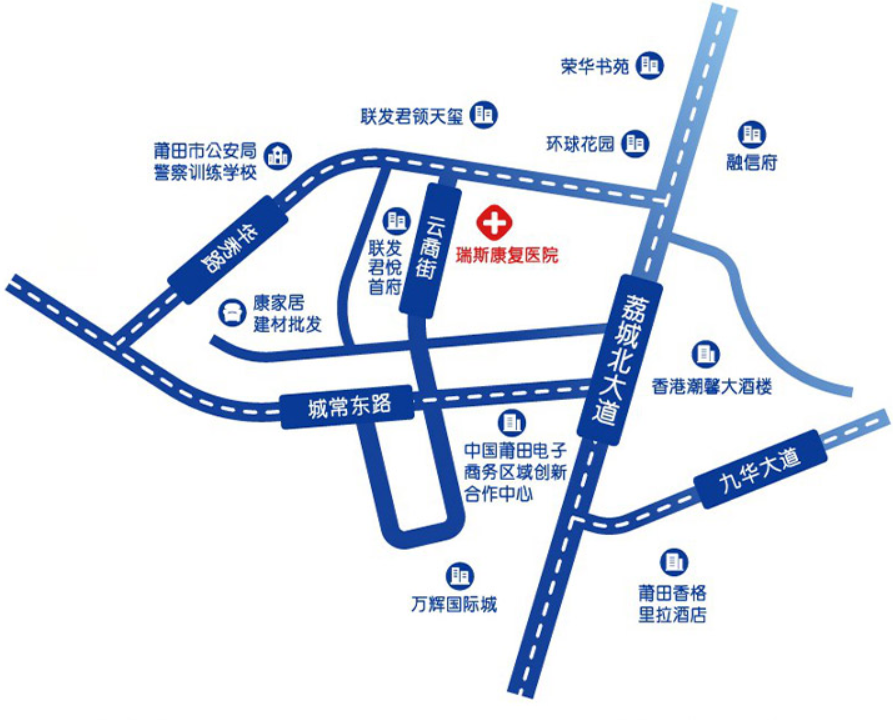 荣华书苑
联发君领天玺
环球花园
融信府
莆田市公安局
警察训练学校
华秀路
联发
君悦
首府
云商街
瑞斯康复医院
康家居
建材批发
荔城北大道
香港潮馨大酒楼
城常东路
中国莆田电子
商务区域创新
合作中心
九华大道
万辉国际城
莆田香格
里拉酒店